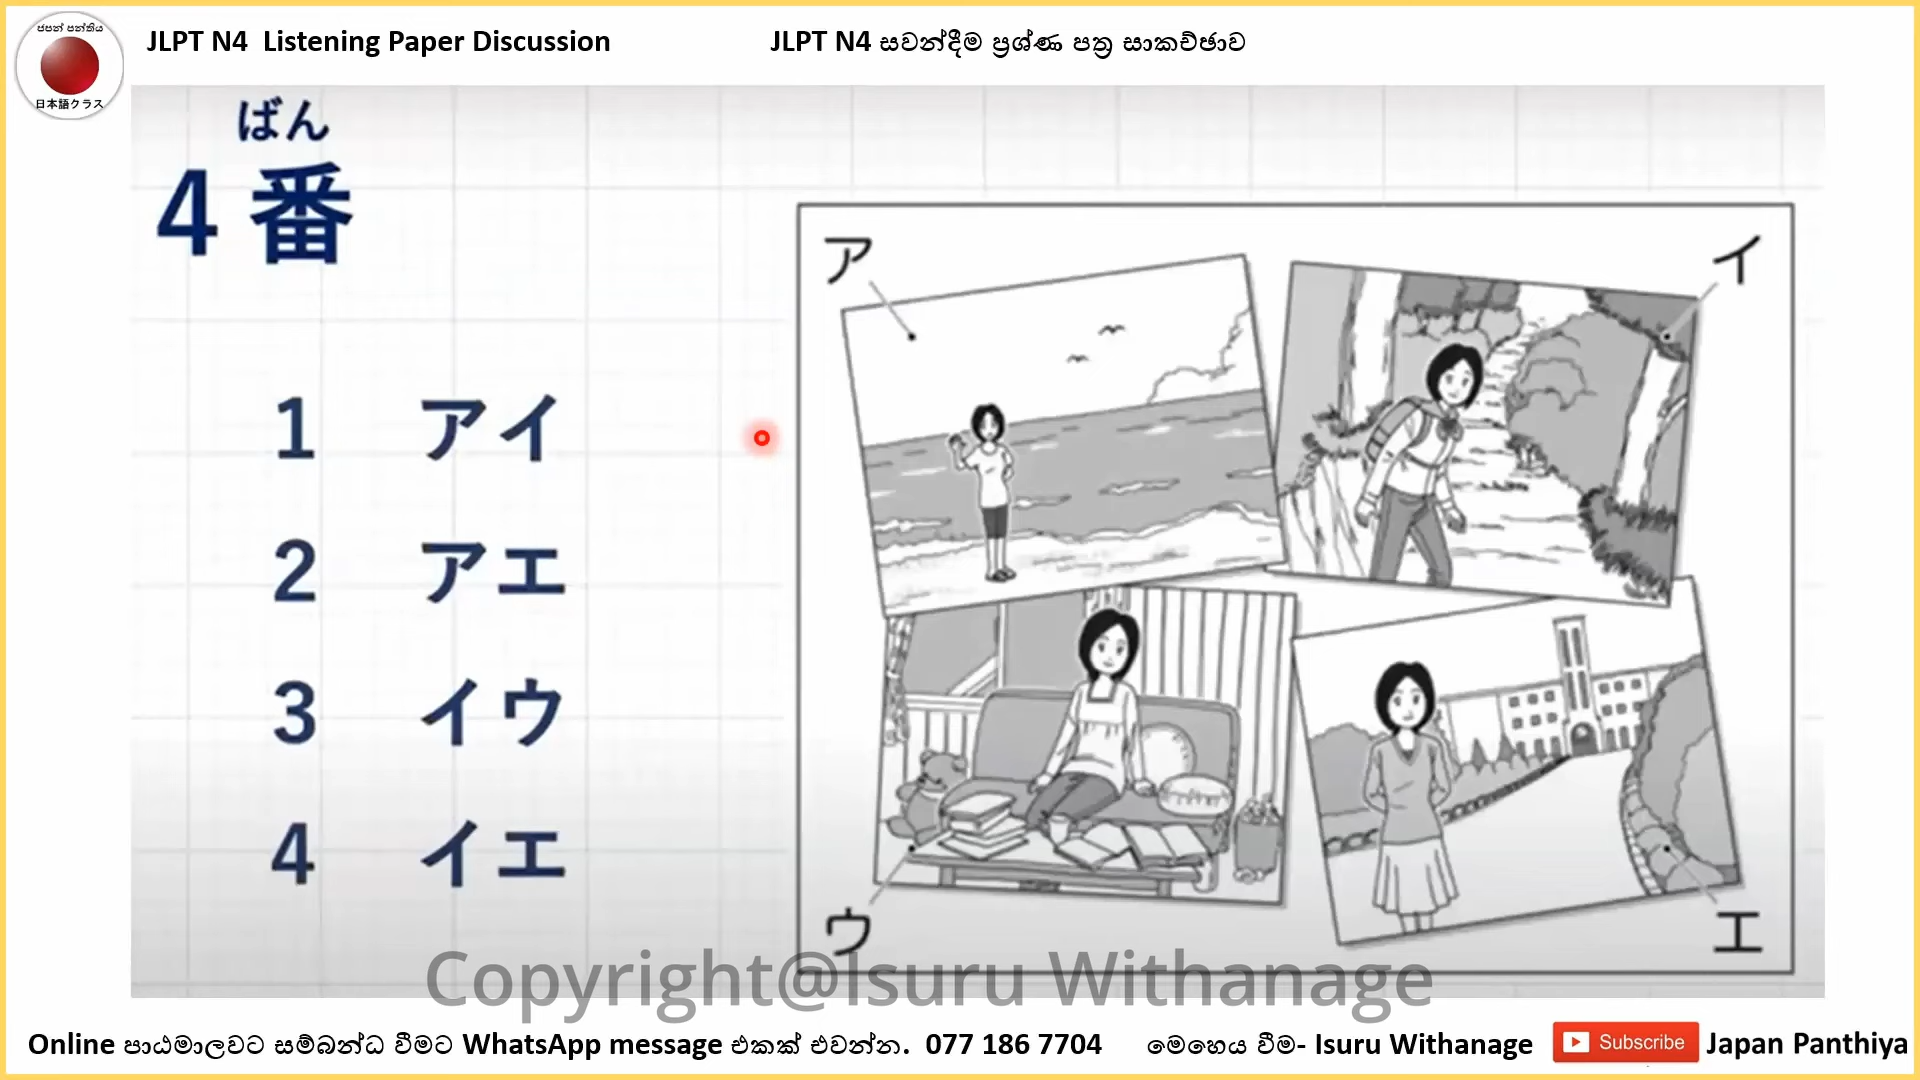 ජපන් පන්තිය
日本語クラス
JLPT N4 Listening Paper Discussion
JLPT N4 සවන්දීම ප්‍රශ්ණ පත්‍ර සාකච්ඡාව
ばん
4 番
1 アイ
2 アエ
3 イウ
4 イエ
ア
イ
ウ
エ
Copyright@Isuru Withanage
Online පාඨමාලවට සම්බන්ධ වීමට WhatsApp message එකක් එවන්න. 077 186 7704
මෙහෙය වීම- Isuru Withanage
Subscribe
Japan Panthiya